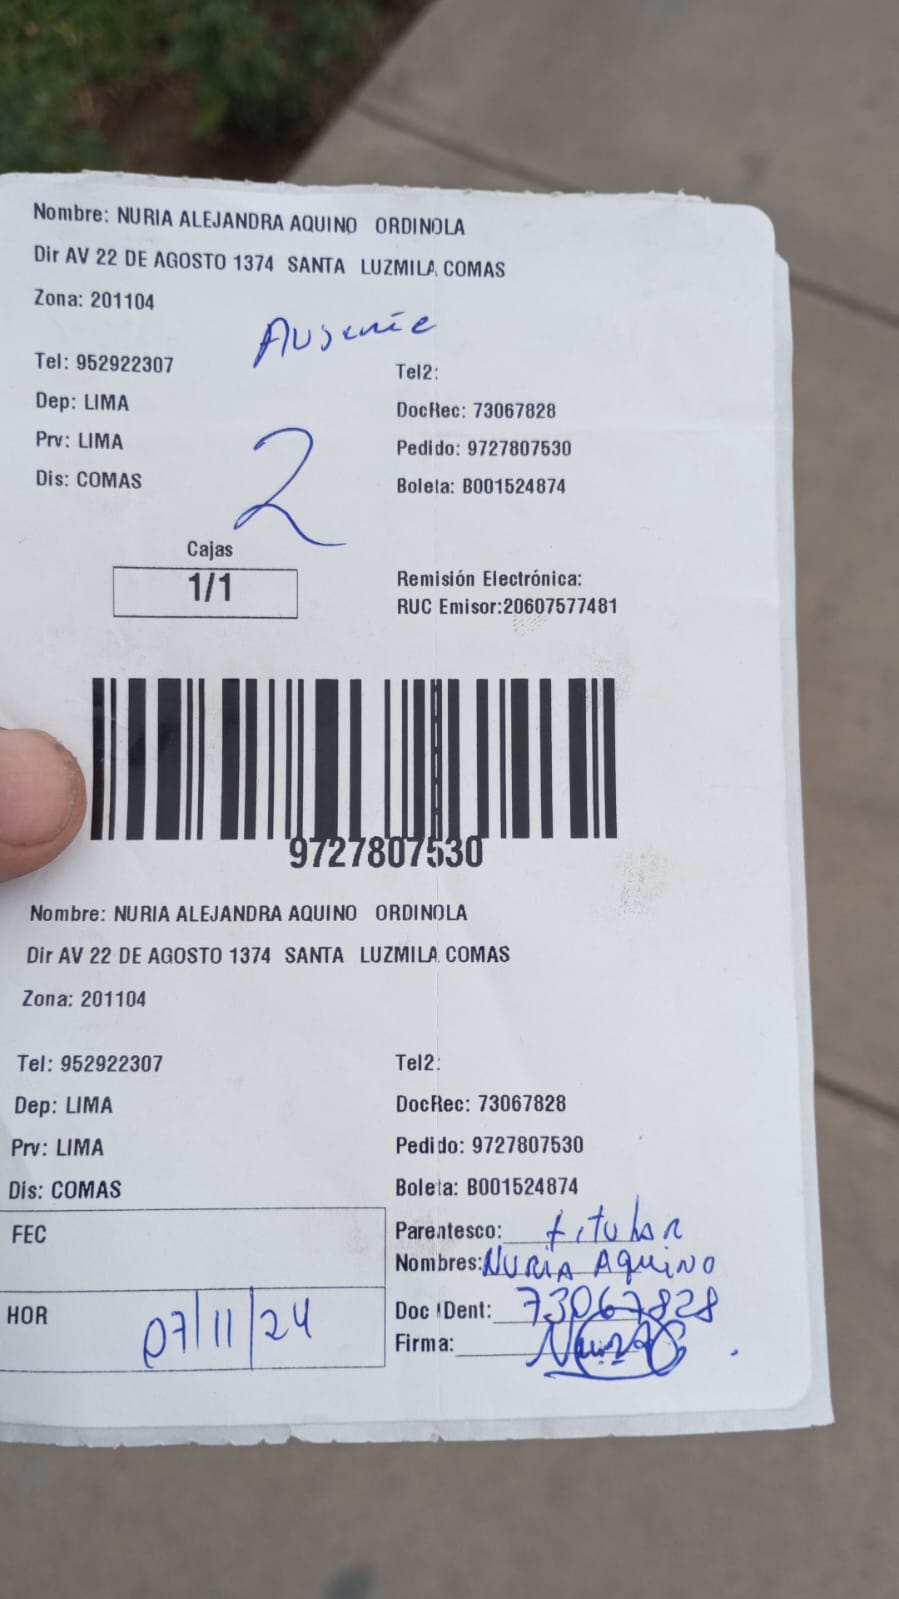 Nombre: NURIA ALEJANDRA AQUINO ORDINOLA
Dir AV 22 DE AGOSTO 1374 SANTA LUZMILA COMAS
Zona: 201104
Ausente
Tel: 952922307 Tel2:
Dep: LIMA DocRec: 73067828
Prv: LIMA Pedido: 9727807530
Dis: COMAS Boleta: B001524874
2
Cajas
1/1 Remisión Electrónica:
RUC Emisor:20607577481
9727807530
Nombre: NURIA ALEJANDRA AQUINO ORDINOLA
Dir AV 22 DE AGOSTO 1374 SANTA LUZMILA COMAS
Zona: 201104
Tel: 952922307 Tel2:
Dep: LIMA DocRec: 73067828
Prv: LIMA Pedido: 9727807530
Dis: COMAS Boleta: B001524874
FEC Parentesco: titular
Nombres: NURIA AQUINO
HOR 07/11/24 Doc IDent: 73067828
Firma: